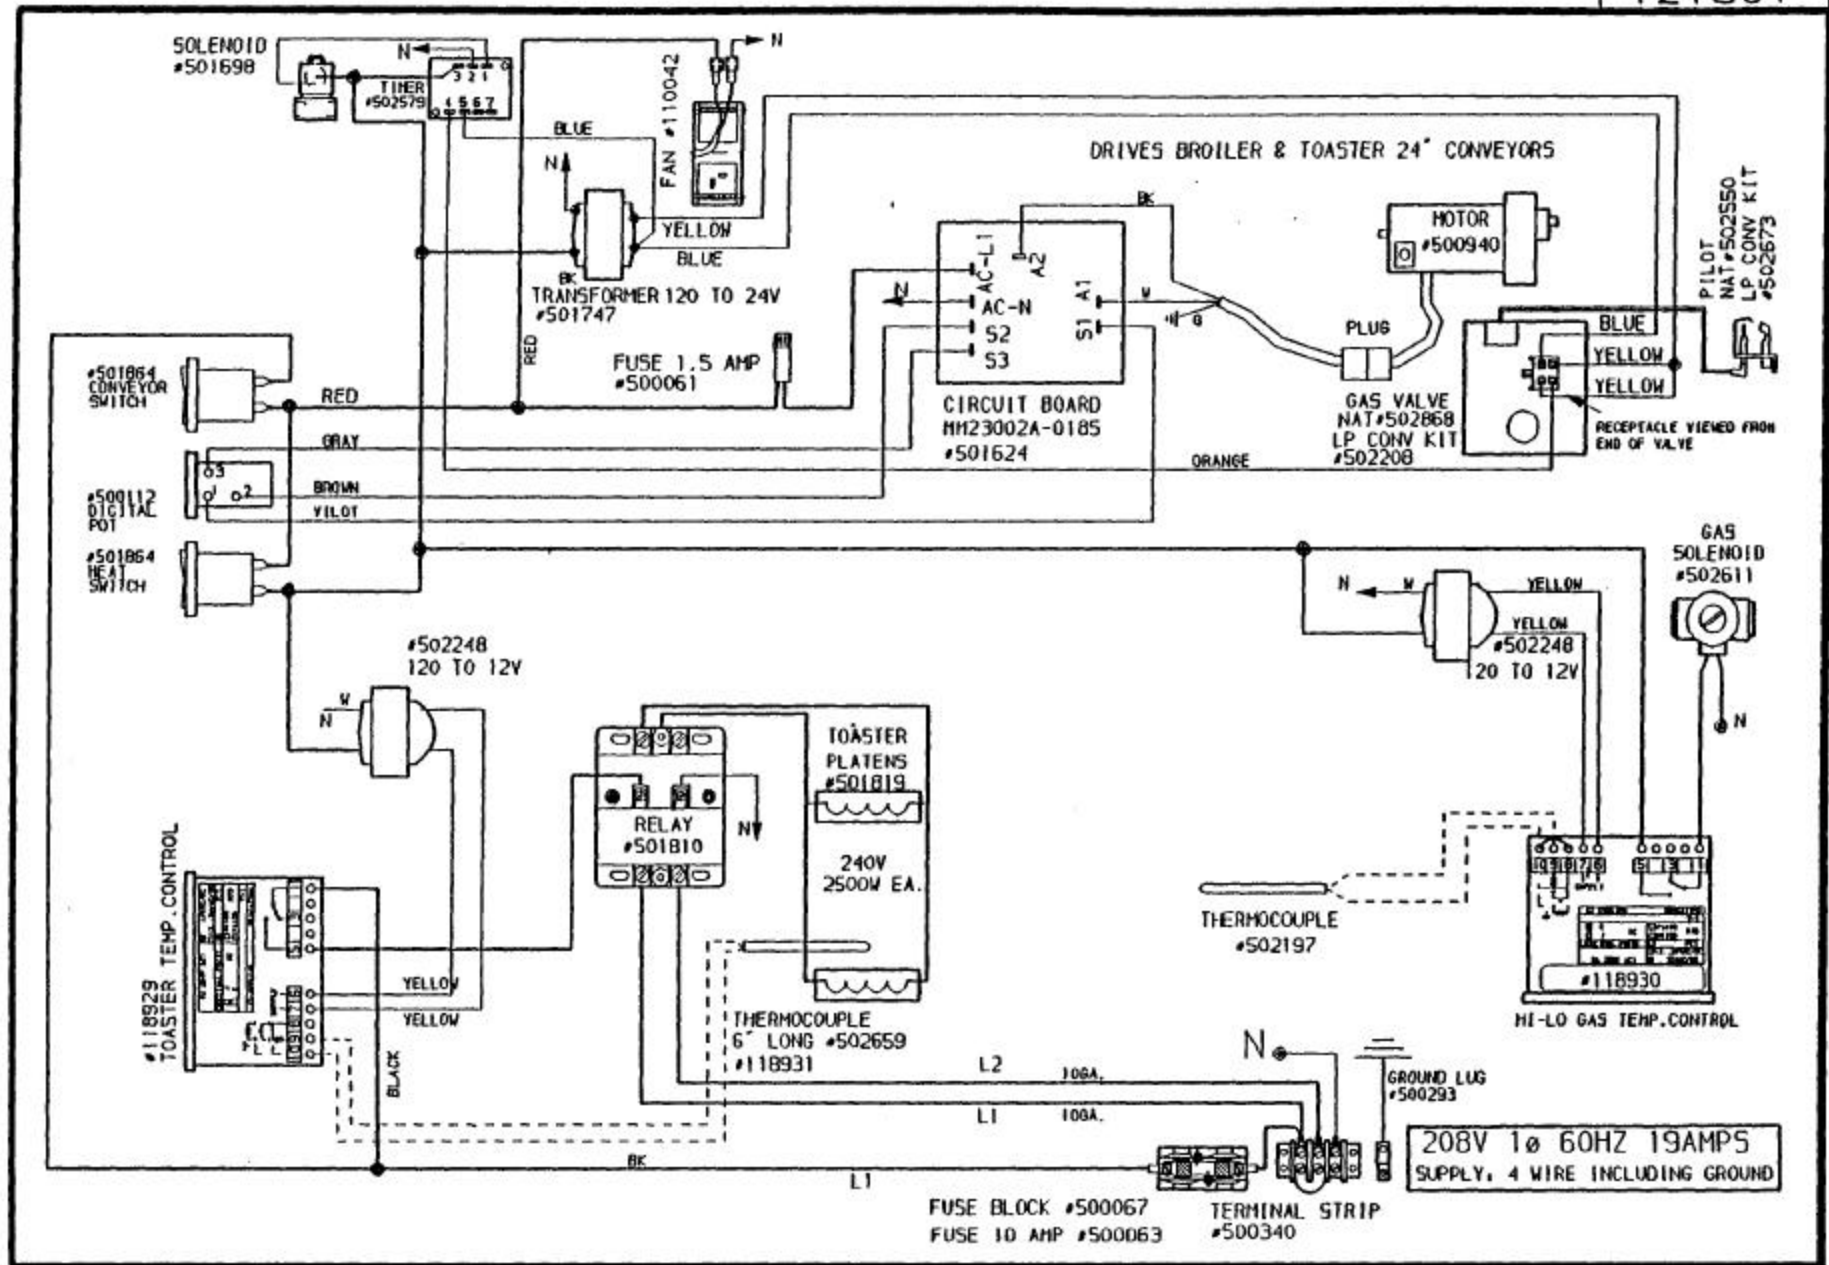 SOLENOID
#501698
N
TIMER
#502579
3 2 1
4 5 6 7
BLUE
N
FAN #110042
N
YELLOW
BLUE
BK
TRANSFORMER 120 TO 24V
#501747
RED
DRIVES BROILER & TOASTER 24" CONVEYORS
BK
MOTOR
#500940
PLUG
AC-L1
A2
N
AC-N
A1
W
G
S2
S1
S3
CIRCUIT BOARD
MM23002A-0185
#501624
FUSE 1.5 AMP
#500061
PILOT
NAT#502550
LP CONV KIT
#502673
BLUE
YELLOW
YELLOW
GAS VALVE
NAT#502868
LP CONV KIT
#502208
RECEPTACLE VIEWED FROM
END OF VALVE
#501864
CONVEYOR
SWITCH
RED
GRAY
ORANGE
3
1
2
#500112
DIGITAL
POT
BROWN
VILOT
#501864
HEAT
SWITCH
GAS
SOLENOID
#502611
N
N
W
YELLOW
YELLOW
#502248
120 TO 12V
#502248
120 TO 12V
W
N
TOASTER
PLATENS
#501819
RELAY
#501810
N
240V
2500W EA.
#118929
TOASTER TEMP.CONTROL
YELLOW
YELLOW
BLACK
THERMOCOUPLE
6" LONG #502659
#118931
THERMOCOUPLE
#502197
#118930
HI-LO GAS TEMP.CONTROL
N
L2
10GA.
L1
10GA.
GROUND LUG
#500293
BK
L1
FUSE BLOCK #500067
FUSE 10 AMP #500063
TERMINAL STRIP
#500340
208V 1ø 60HZ 19AMPS
SUPPLY: 4 WIRE INCLUDING GROUND